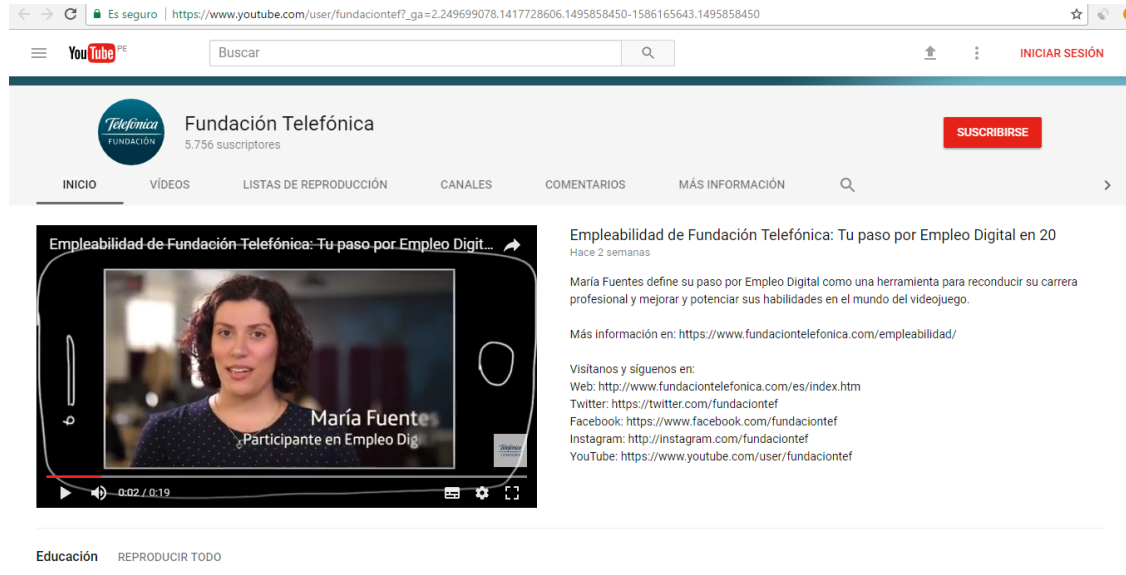 Es seguro | https://www.youtube.com/user/fundaciontef?_ga=2.249699078.1417728606.1495858450-1586165643.1495858450
YouTube PE
Buscar
INICIAR SESIÓN
Telefónica
FUNDACIÓN
Fundación Telefónica
5.756 suscriptores
SUSCRIBIRSE
INICIO VÍDEOS LISTAS DE REPRODUCCIÓN CANALES COMENTARIOS MÁS INFORMACIÓN
Empleabilidad de Fundación Telefónica: Tu paso por Empleo Digit...
María Fuentes
Participante en Empleo Dig
Telefónica
0:02 / 0:19
Empleabilidad de Fundación Telefónica: Tu paso por Empleo Digital en 20
Hace 2 semanas
María Fuentes define su paso por Empleo Digital como una herramienta para reconducir su carrera
profesional y mejorar y potenciar sus habilidades en el mundo del videojuego.
Más información en: https://www.fundaciontelefonica.com/empleabilidad/
Visítanos y síguenos en:
Web: http://www.fundaciontelefonica.com/es/index.htm
Twitter: https://twitter.com/fundaciontef
Facebook: https://www.facebook.com/fundaciontef
Instagram: http://instagram.com/fundaciontef
YouTube: https://www.youtube.com/user/fundaciontef
Educación REPRODUCIR TODO